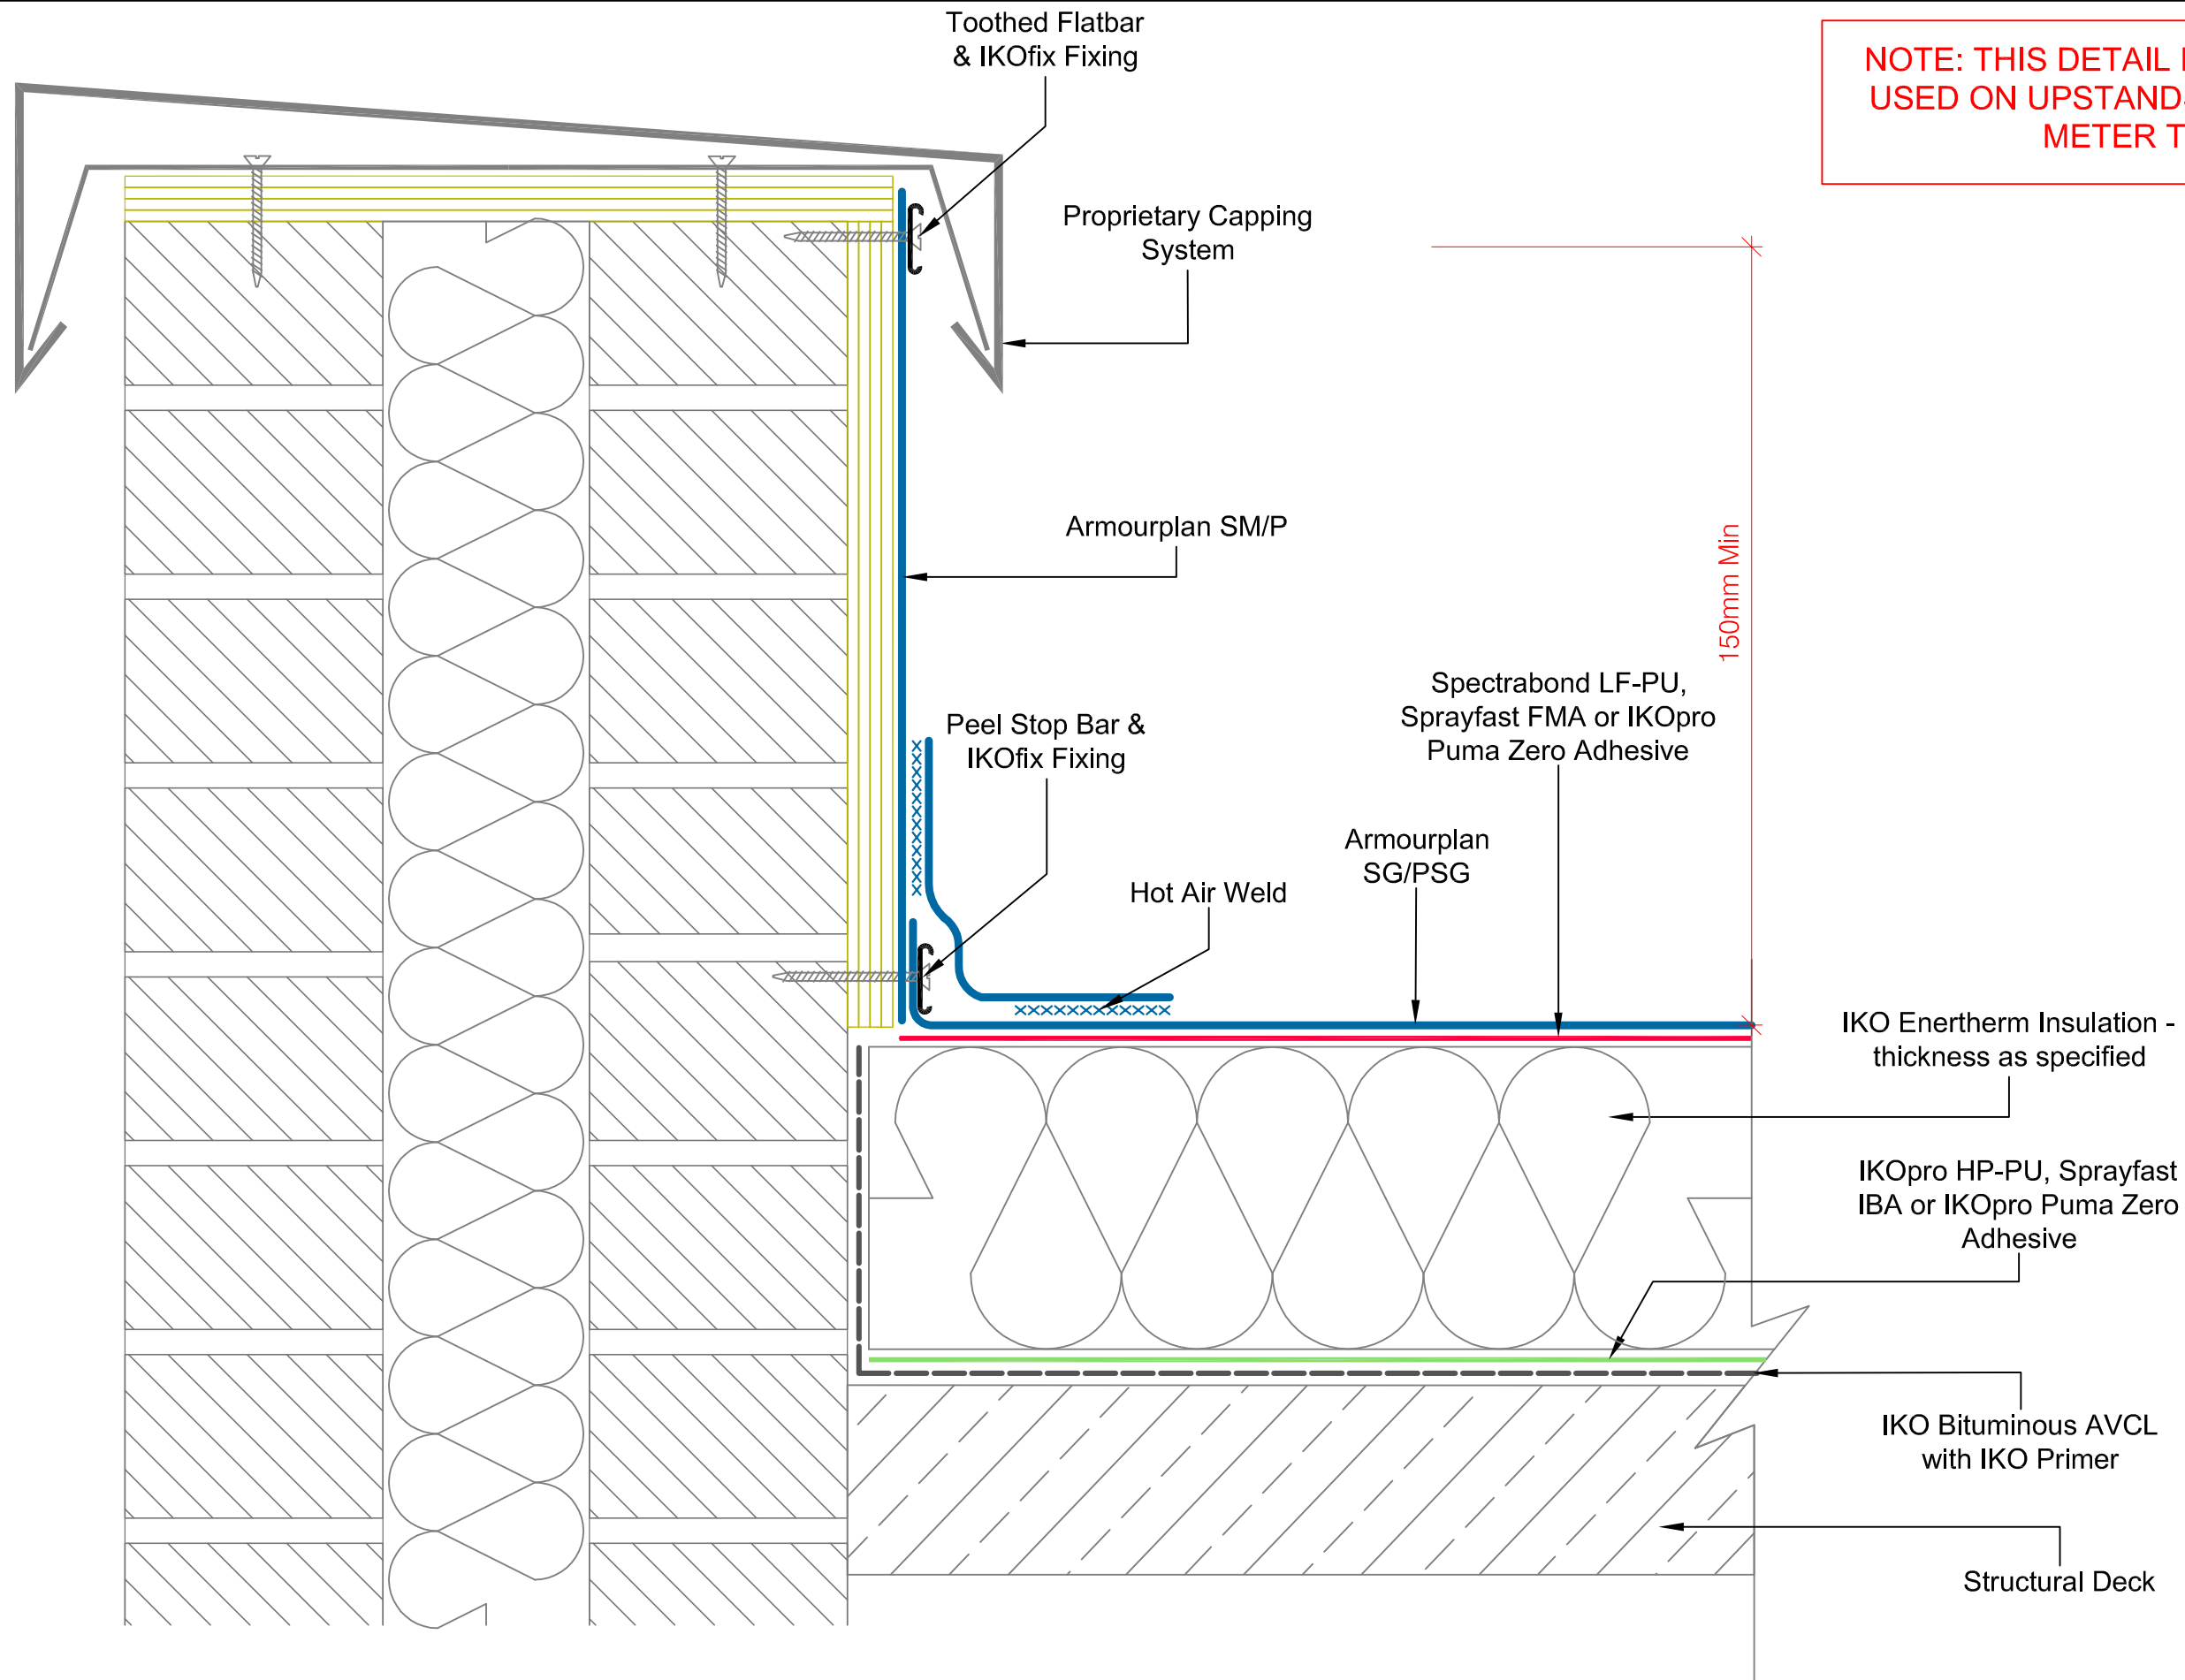 Toothed Flatbar
& IKOfix Fixing
NOTE: THIS DETAIL
USED ON
METER
Proprietary Capping
System
Armourplan SM/P
150mm Min
Spectrabond LF-PU,
Sprayfast FMA or IKOpro
Puma Zero Adhesive
Peel Stop Bar &
IKOfix Fixing
Armourplan
SG/PSG
Hot Air Weld
IKO Enertherm Insulation -
thickness as specified
IKOpro HP-PU, Sprayfast
IBA or IKOpro Puma Zero
Adhesive
IKO Bituminous AVCL
with IKO Primer
Structural Deck